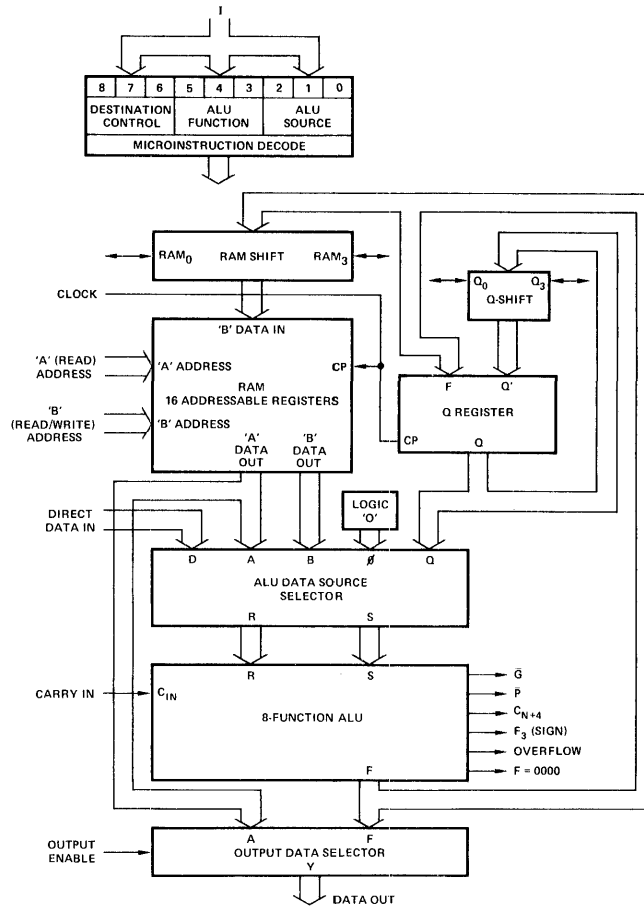 I
8 7 6 5 4 3 2 1 0
DESTINATION CONTROL
ALU FUNCTION
ALU SOURCE
MICROINSTRUCTION DECODE
RAM0 RAM SHIFT RAM3
Q0 Q3
Q-SHIFT
CLOCK
'B' DATA IN
'A' (READ)
ADDRESS
'A' ADDRESS
CP
RAM
16 ADDRESSABLE REGISTERS
'B'
(READ/WRITE)
ADDRESS
'B' ADDRESS
'A'
DATA
OUT
'B'
DATA
OUT
F Q'
Q REGISTER
CP Q
LOGIC
'O'
DIRECT
DATA IN
D A B Ø Q
ALU DATA SOURCE
SELECTOR
R S
R S
CARRY IN
CIN
8-FUNCTION ALU
F
G̅
P̅
CN+4
F3 (SIGN)
OVERFLOW
F = 0000
A F
OUTPUT
ENABLE
OUTPUT DATA SELECTOR
Y
DATA OUT